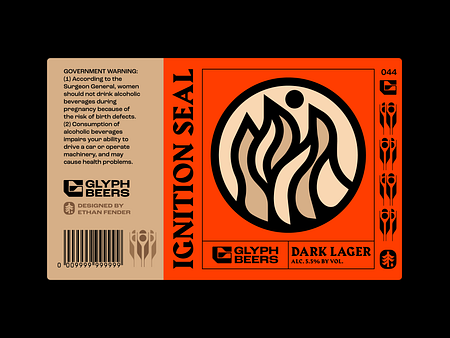 GOVERNMENT WARNING:
(1) According to the
Surgeon General, women
should not drink alcoholic
beverages during
pregnancy because of
the risk of birth defects.
(2) Consumption of
alcoholic beverages
impairs your ability to
drive a car or operate
machinery, and may
cause health problems.
GLYPH
BEERS
DESIGNED BY
ETHAN FENDER
0 009999 999999
IGNITION SEAL
044
GLYPH
BEERS
DARK LAGER
ALC. 5.5% BY VOL.